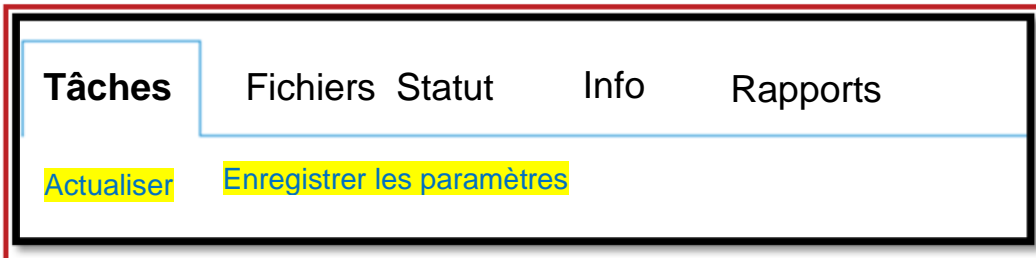 Tâches Fichiers Statut Info Rapports
Actualiser Enregistrer les paramètres